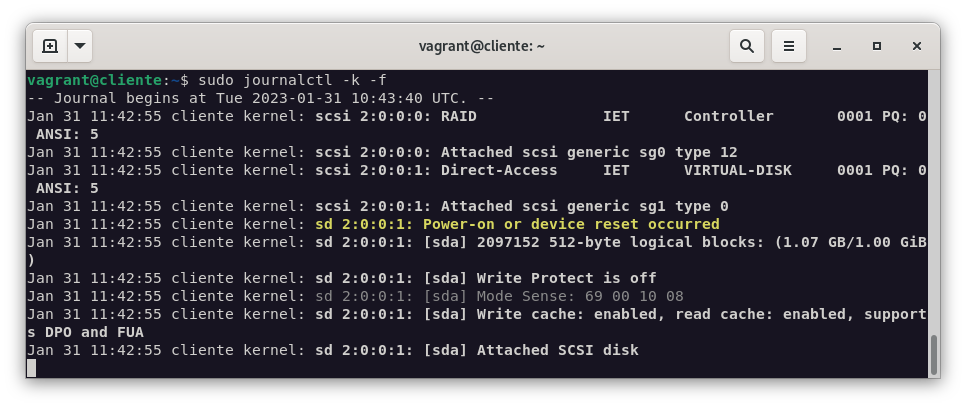 vagrant@cliente: ~
vagrant@cliente:~$ sudo journalctl -k -f
-- Journal begins at Tue 2023-01-31 10:43:40 UTC. --
Jan 31 11:42:55 cliente kernel: scsi 2:0:0:0: RAID              IET      Controller       0001 PQ: 0
 ANSI: 5
Jan 31 11:42:55 cliente kernel: scsi 2:0:0:0: Attached scsi generic sg0 type 12
Jan 31 11:42:55 cliente kernel: scsi 2:0:0:1: Direct-Access     IET      VIRTUAL-DISK     0001 PQ: 0
 ANSI: 5
Jan 31 11:42:55 cliente kernel: scsi 2:0:0:1: Attached scsi generic sg1 type 0
Jan 31 11:42:55 cliente kernel: sd 2:0:0:1: Power-on or device reset occurred
Jan 31 11:42:55 cliente kernel: sd 2:0:0:1: [sda] 2097152 512-byte logical blocks: (1.07 GB/1.00 GiB
)
Jan 31 11:42:55 cliente kernel: sd 2:0:0:1: [sda] Write Protect is off
Jan 31 11:42:55 cliente kernel: sd 2:0:0:1: [sda] Mode Sense: 69 00 10 08
Jan 31 11:42:55 cliente kernel: sd 2:0:0:1: [sda] Write cache: enabled, read cache: enabled, support
s DPO and FUA
Jan 31 11:42:55 cliente kernel: sd 2:0:0:1: [sda] Attached SCSI disk